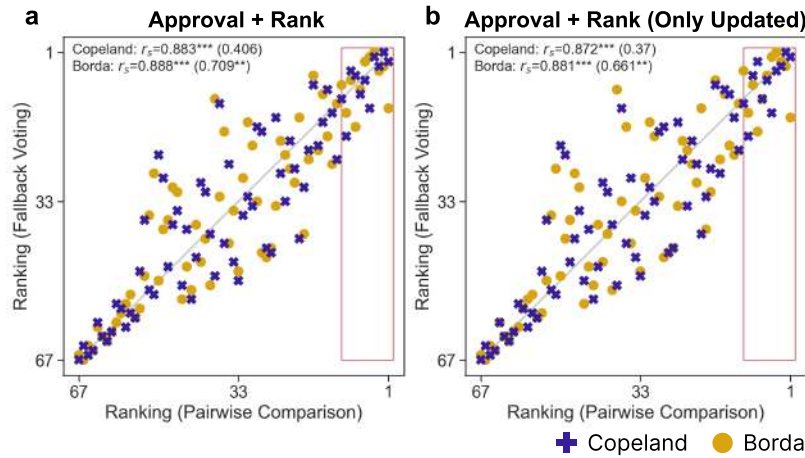 a Approval + Rank
Copeland: rs=0.883*** (0.406)
Borda: rs=0.888*** (0.709**)
Ranking (Fallback Voting)
1
33
67
67 33 1
Ranking (Pairwise Comparison)
b Approval + Rank (Only Updated)
Copeland: rs=0.872*** (0.37)
Borda: rs=0.881*** (0.661**)
Ranking (Fallback Voting)
1
33
67
67 33 1
Ranking (Pairwise Comparison)
Copeland Borda